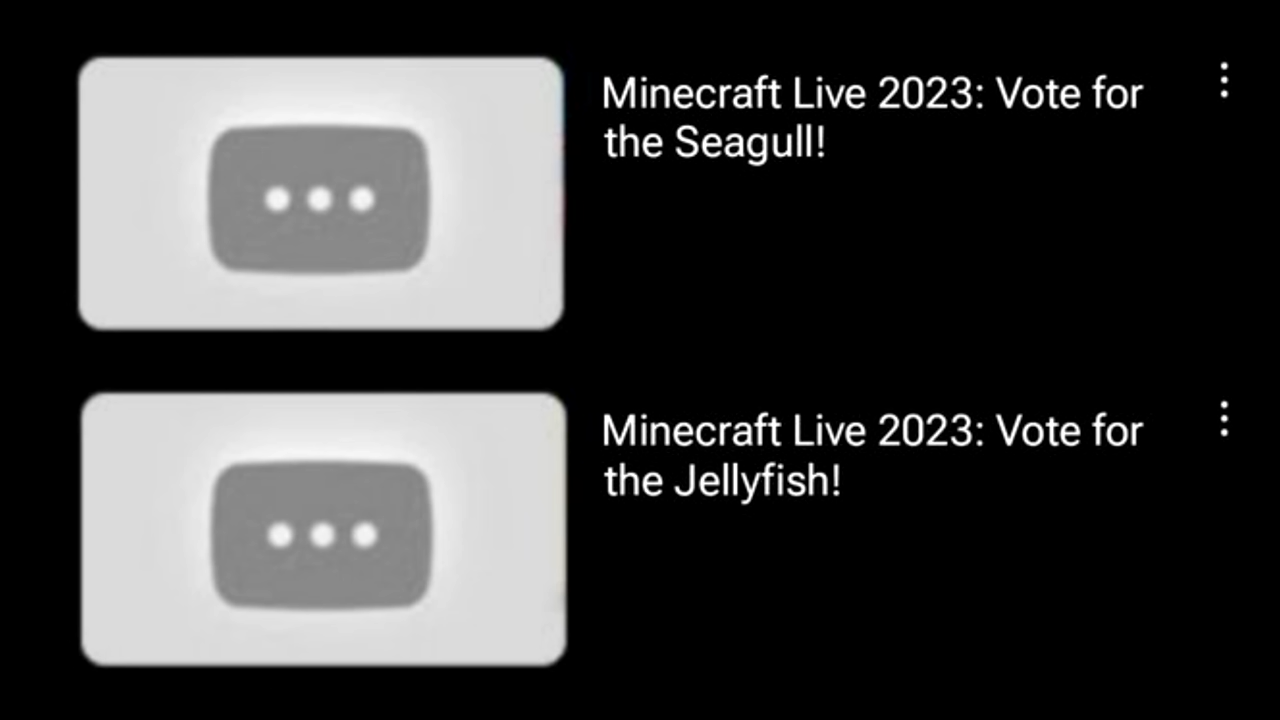 Minecraft Live 2023: Vote for
the Seagull!
Minecraft Live 2023: Vote for
the Jellyfish!